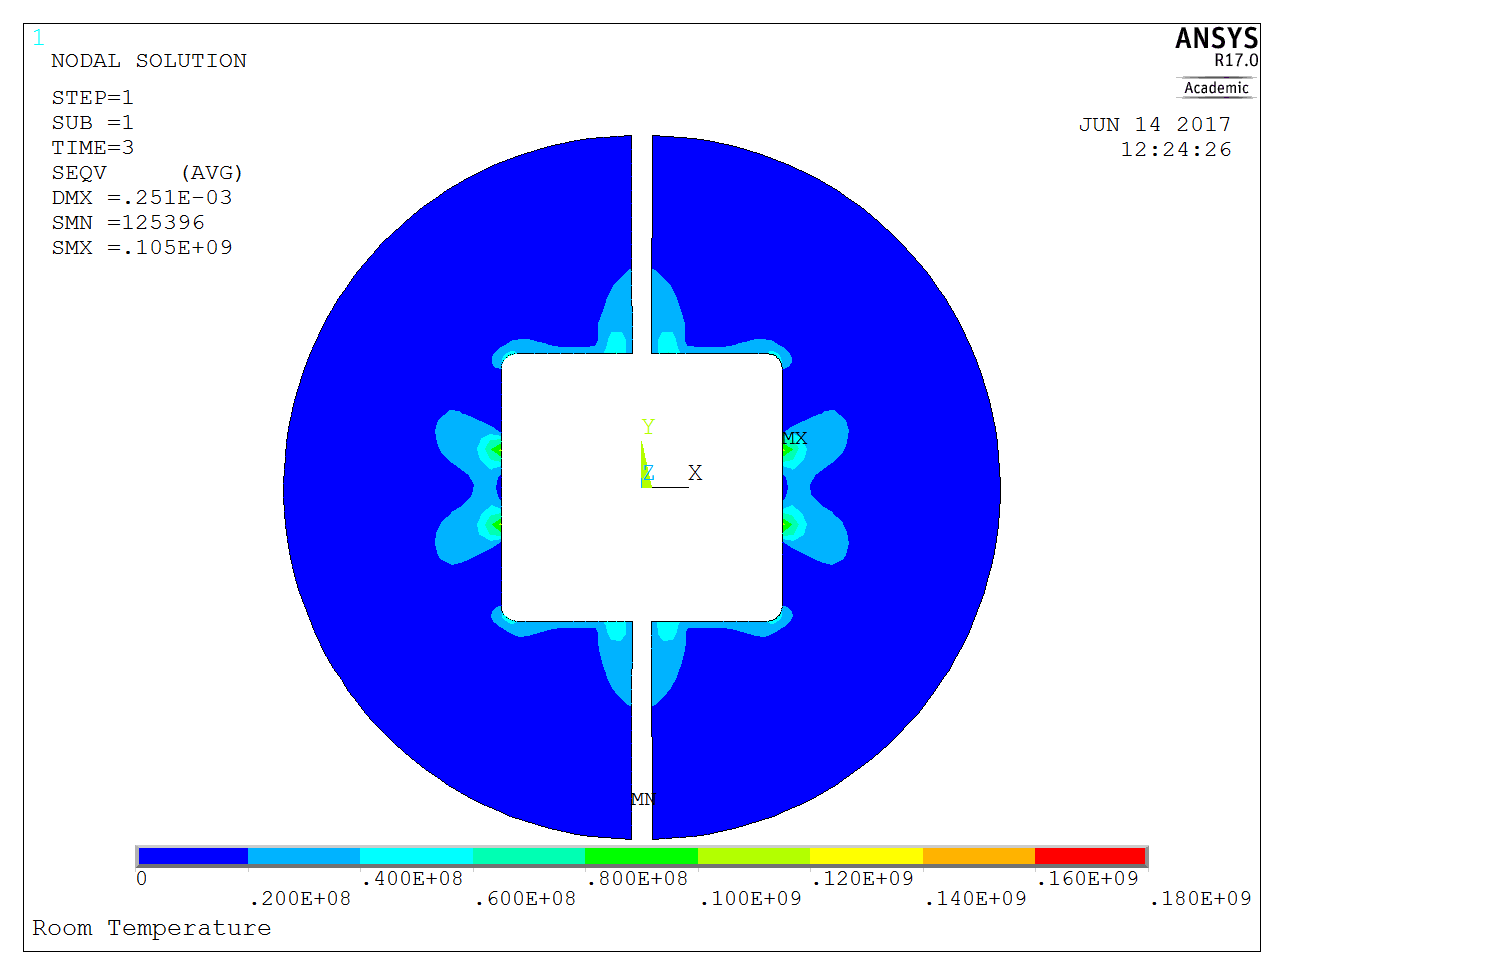 1
NODAL SOLUTION
STEP=1
SUB =1
TIME=3
SEQV (AVG)
DMX =.251E-03
SMN =125396
SMX =.105E+09
ANSYS
R17.0
Academic
JUN 14 2017
12:24:26
Y
MX
Z X
MN
0 .400E+08 .800E+08 .120E+09 .160E+09
.200E+08 .600E+08 .100E+09 .140E+09 .180E+09
Room Temperature